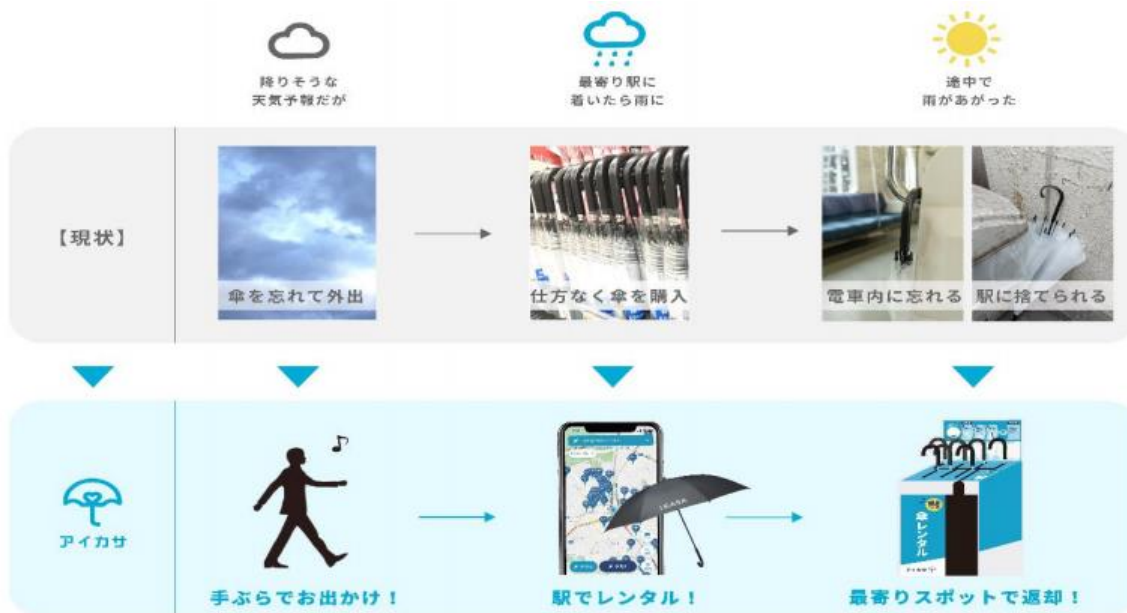 降りそうな
天気予報だが
最寄り駅に
着いたら雨に
途中で
雨があがった
【現状】
傘を忘れて外出
仕方なく傘を購入
電車内に忘れる
駅に捨てられる
アイカサ
手ぶらでお出かけ！
駅でレンタル！
最寄りスポットで返却！
傘レンタル
アイカサ